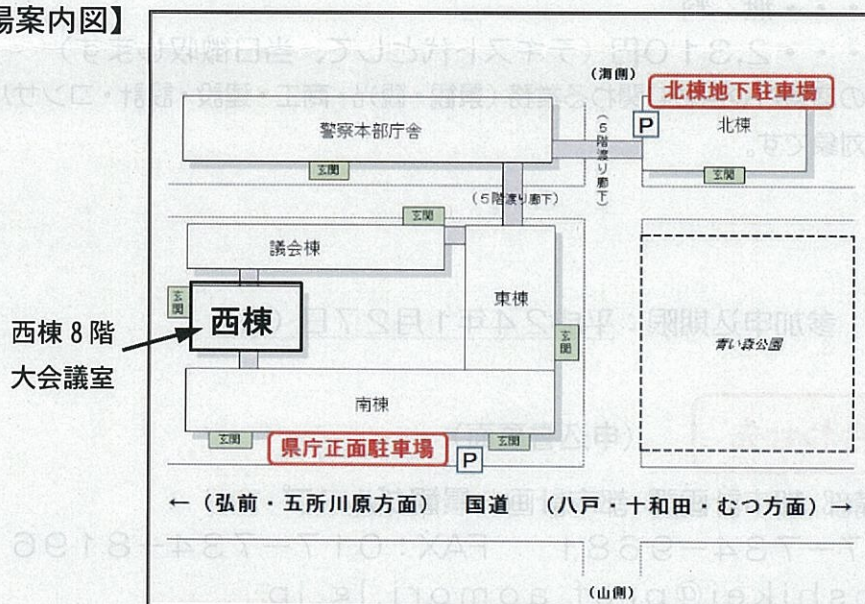 場案内図】
(海側)
北棟地下駐車場
P
北棟
警察本部庁舎
玄関
玄関
(5階渡り廊下)
(5階渡り廊下)
玄関
議会棟
東棟
玄関
西棟
西棟8階
大会議室
玄関
青い森公園
南棟
玄関
県庁正面駐車場
P
玄関
←(弘前・五所川原方面) 国道 (八戸・十和田・むつ方面)→
(山側)